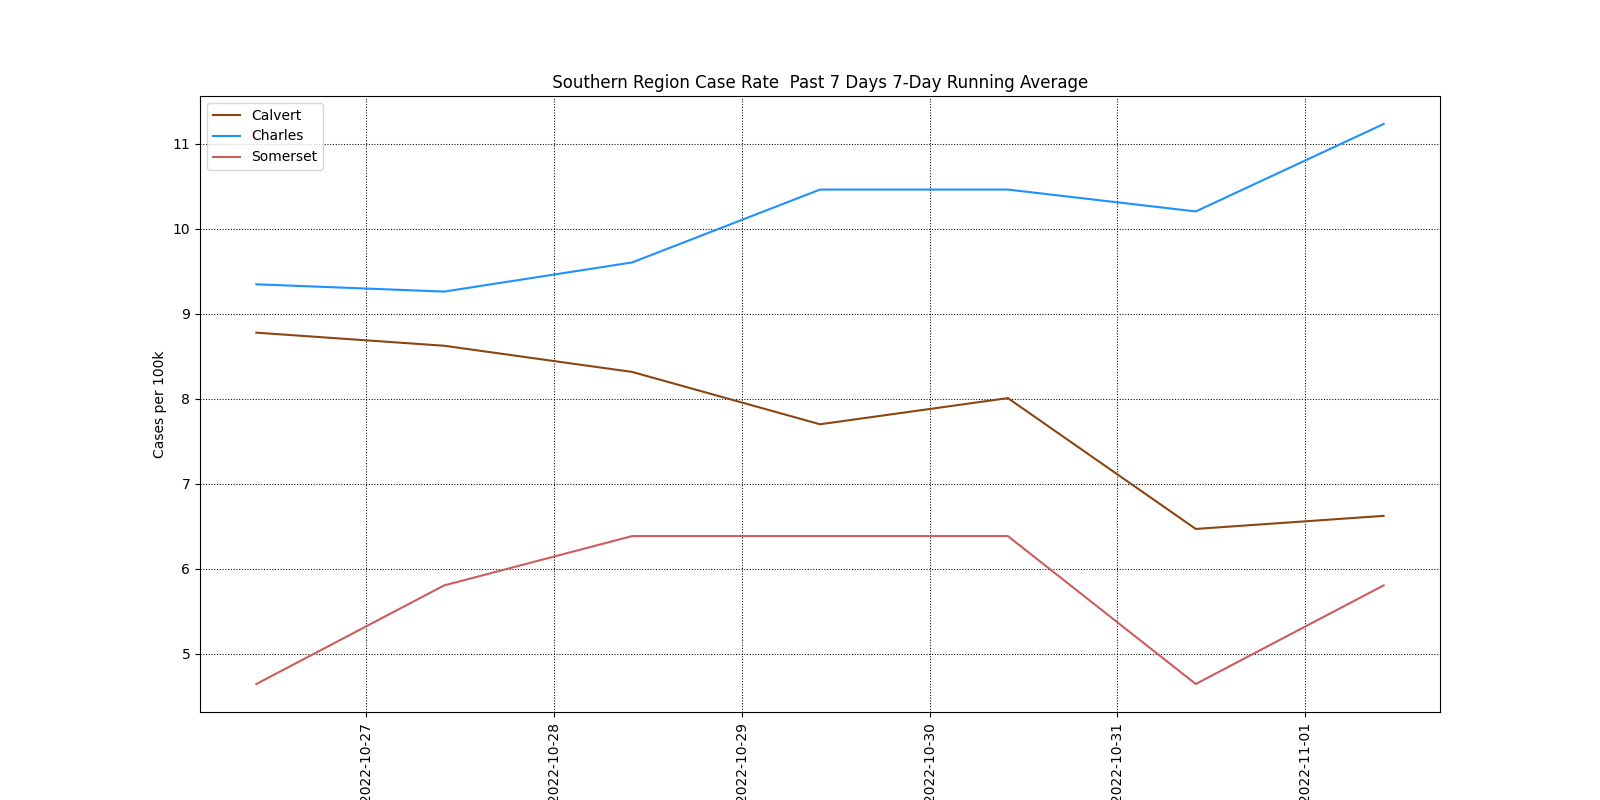 Southern Region Case Rate  Past 7 Days 7-Day Running Average
Calvert
Charles
Somerset
11
10
9
8
7
6
5
Cases per 100k
2022-10-27
2022-10-28
2022-10-29
2022-10-30
2022-10-31
2022-11-01